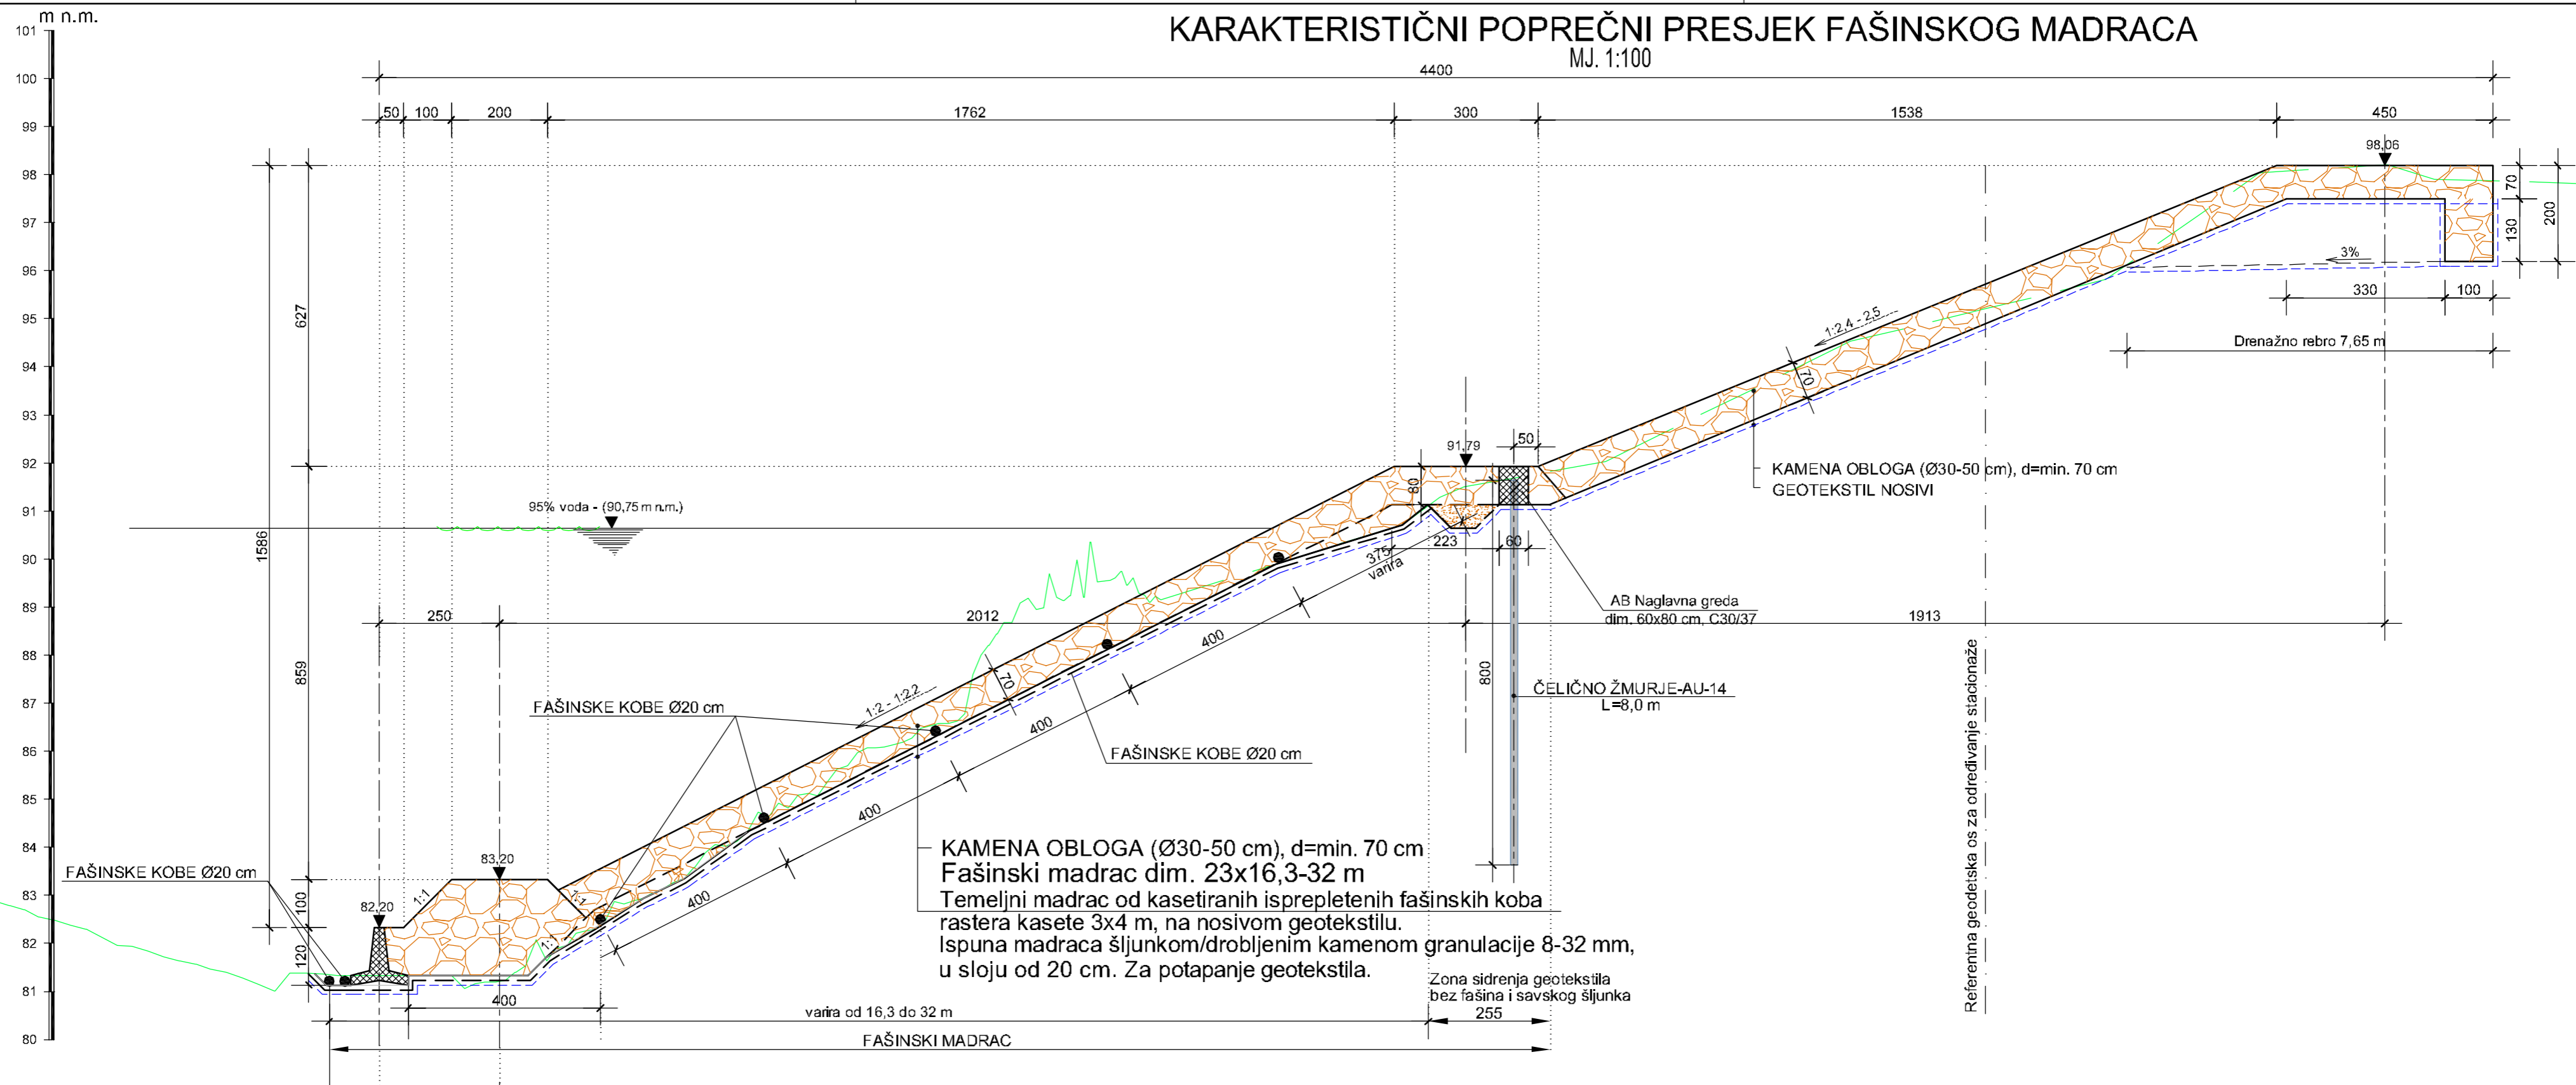 m n.m.
KARAKTERISTIČNI POPREČNI PRESJEK FAŠINSKOG MADRACA
MJ. 1:100
101
100
99
98
97
96
95
94
93
92
91
90
89
88
87
86
85
84
83
82
81
80
4400
50
100
200
1762
300
1538
450
98,06
70
130
200
3%
330
100
Drenažno rebro 7,65 m
1:2,4 - 2,5
70
627
1586
859
100
120
95% voda - (90,75 m n.m.)
91,79
50
80
223
60
375
varira
KAMENA OBLOGA (Ø30-50 cm), d=min. 70 cm
GEOTEKSTIL NOSIVI
AB Naglavna greda
dim. 60x80 cm, C30/37
250
2012
1913
800
ČELIČNO ŽMURJE-AU-14
L=8,0 m
Referentna geodetska os za određivanje stacionaže
1:2 - 1:2,2
70
400
400
400
400
400
FAŠINSKE KOBE Ø20 cm
FAŠINSKE KOBE Ø20 cm
FAŠINSKE KOBE Ø20 cm
83,20
82,20
1:1
1:1
1:1
KAMENA OBLOGA (Ø30-50 cm), d=min. 70 cm
Fašinski madrac dim. 23x16,3-32 m
Temeljni madrac od kasetiranih isprepletenih fašinskih koba
rastera kasete 3x4 m, na nosivom geotekstilu.
Ispuna madraca šljunkom/drobljenim kamenom granulacije 8-32 mm,
u sloju od 20 cm. Za potapanje geotekstila.
Zona sidrenja geotekstila
bez fašina i savskog šljunka
400
varira od 16,3 do 32 m
255
FAŠINSKI MADRAC